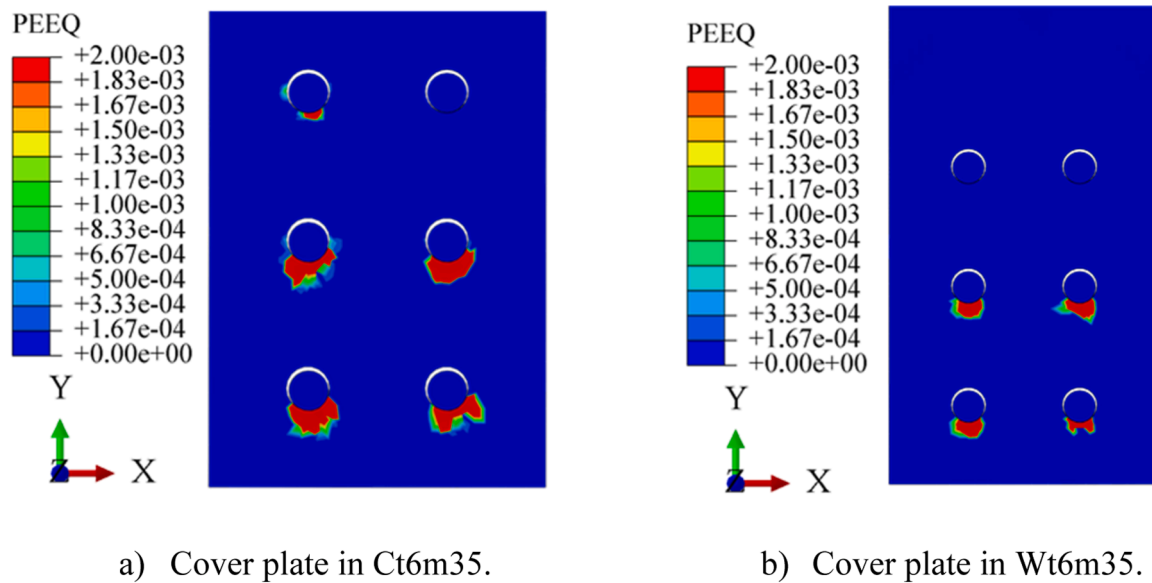 PEEQ
+2.00e-03
+1.83e-03
+1.67e-03
+1.50e-03
+1.33e-03
+1.17e-03
+1.00e-03
+8.33e-04
+6.67e-04
+5.00e-04
+3.33e-04
+1.67e-04
+0.00e+00
Y
Z X
a) Cover plate in Ct6m35.
PEEQ
+2.00e-03
+1.83e-03
+1.67e-03
+1.50e-03
+1.33e-03
+1.17e-03
+1.00e-03
+8.33e-04
+6.67e-04
+5.00e-04
+3.33e-04
+1.67e-04
+0.00e+00
Y
Z X
b) Cover plate in Wt6m35.